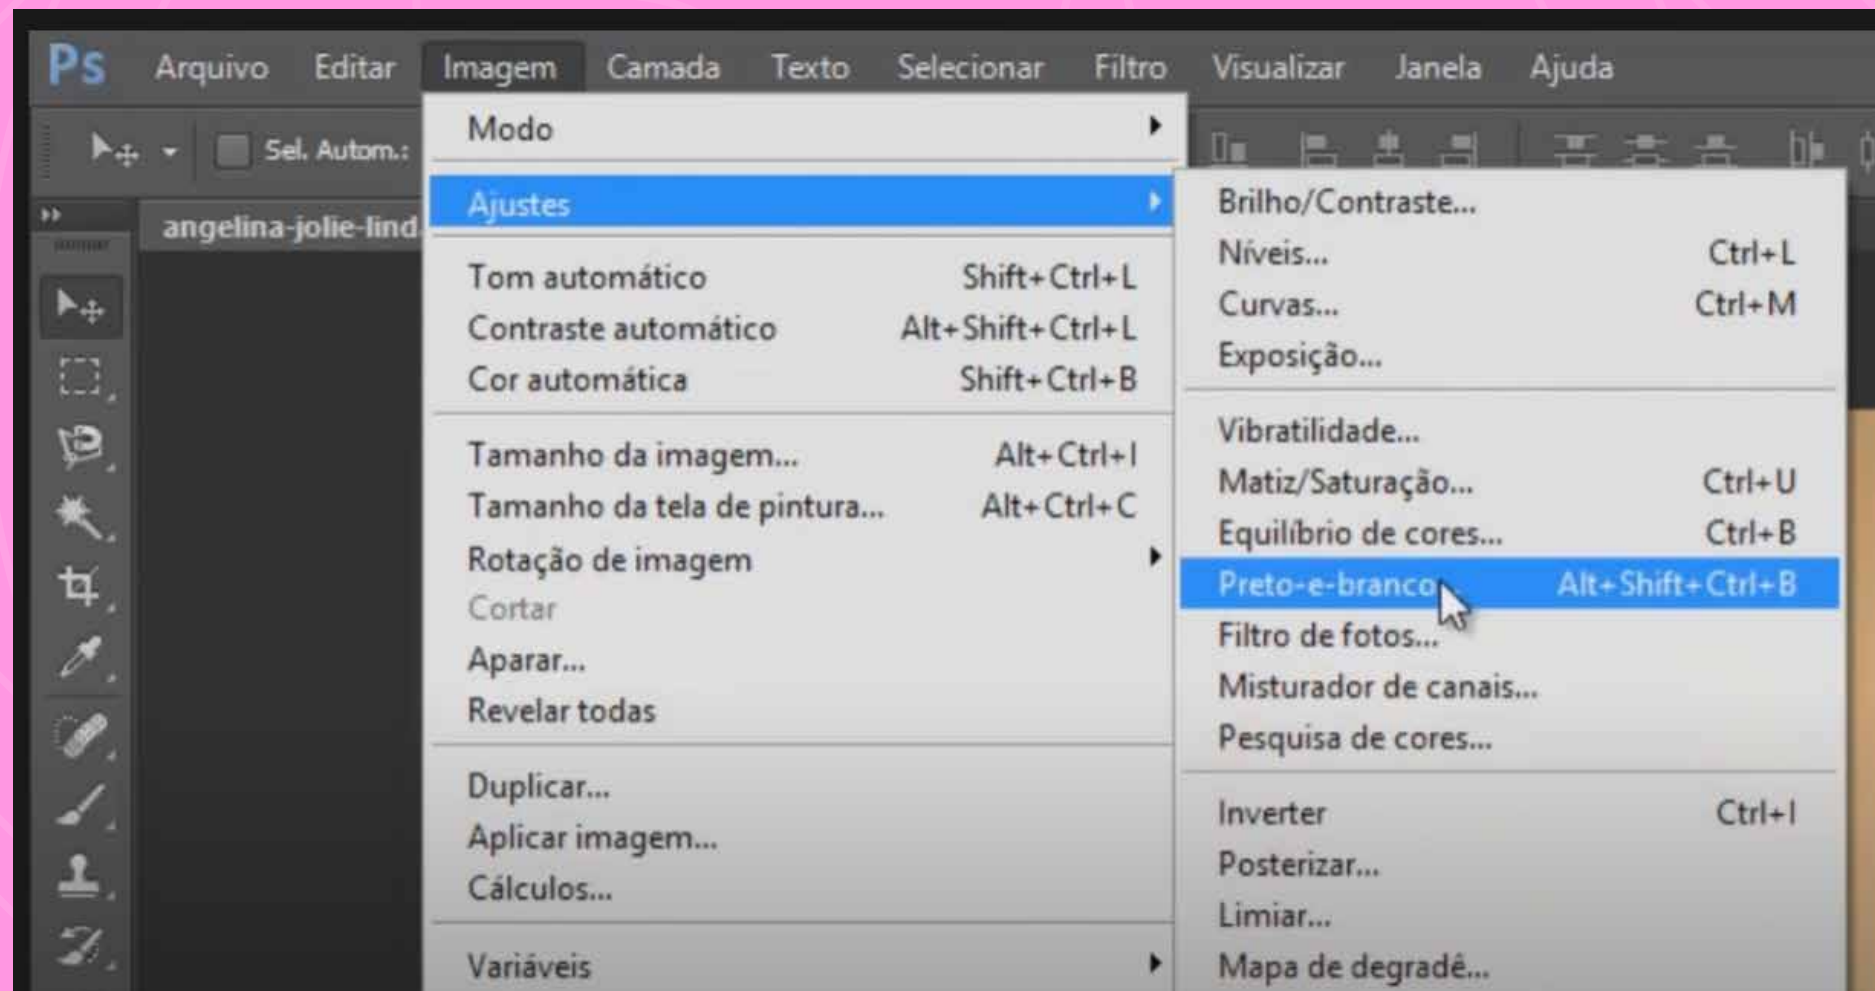 Ps Arquivo Editar Imagem Camada Texto Selecionar Filtro Visualizar Janela Ajuda
Sel. Autom.:
angelina-jolie-lind
Modo
Ajustes
Tom automático Shift+Ctrl+L
Contraste automático Alt+Shift+Ctrl+L
Cor automática Shift+Ctrl+B
Tamanho da imagem... Alt+Ctrl+I
Tamanho da tela de pintura... Alt+Ctrl+C
Rotação de imagem
Cortar
Aparar...
Revelar todas
Duplicar...
Aplicar imagem...
Cálculos...
Variáveis
Brilho/Contraste...
Níveis... Ctrl+L
Curvas... Ctrl+M
Exposição...
Vibratilidade...
Matiz/Saturação... Ctrl+U
Equilíbrio de cores... Ctrl+B
Preto-e-branco... Alt+Shift+Ctrl+B
Filtro de fotos...
Misturador de canais...
Pesquisa de cores...
Inverter Ctrl+I
Posterizar...
Limiar...
Mapa de degradê...